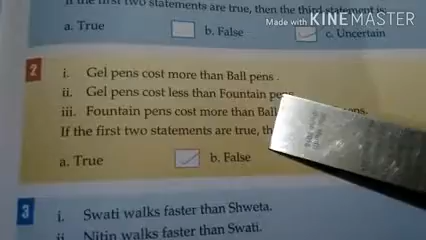 if the first two statements are true, then the third statement is:
a. True b. False c. Uncertain
Made with KINEMASTER
2 i. Gel pens cost more than Ball pens .
ii. Gel pens cost less than Fountain
iii. Fountain pens cost more than Ball
If the first two statements are true,
a. True b. False
3 i. Swati walks faster than Shweta.
ii. Nitin walks faster than Swati.